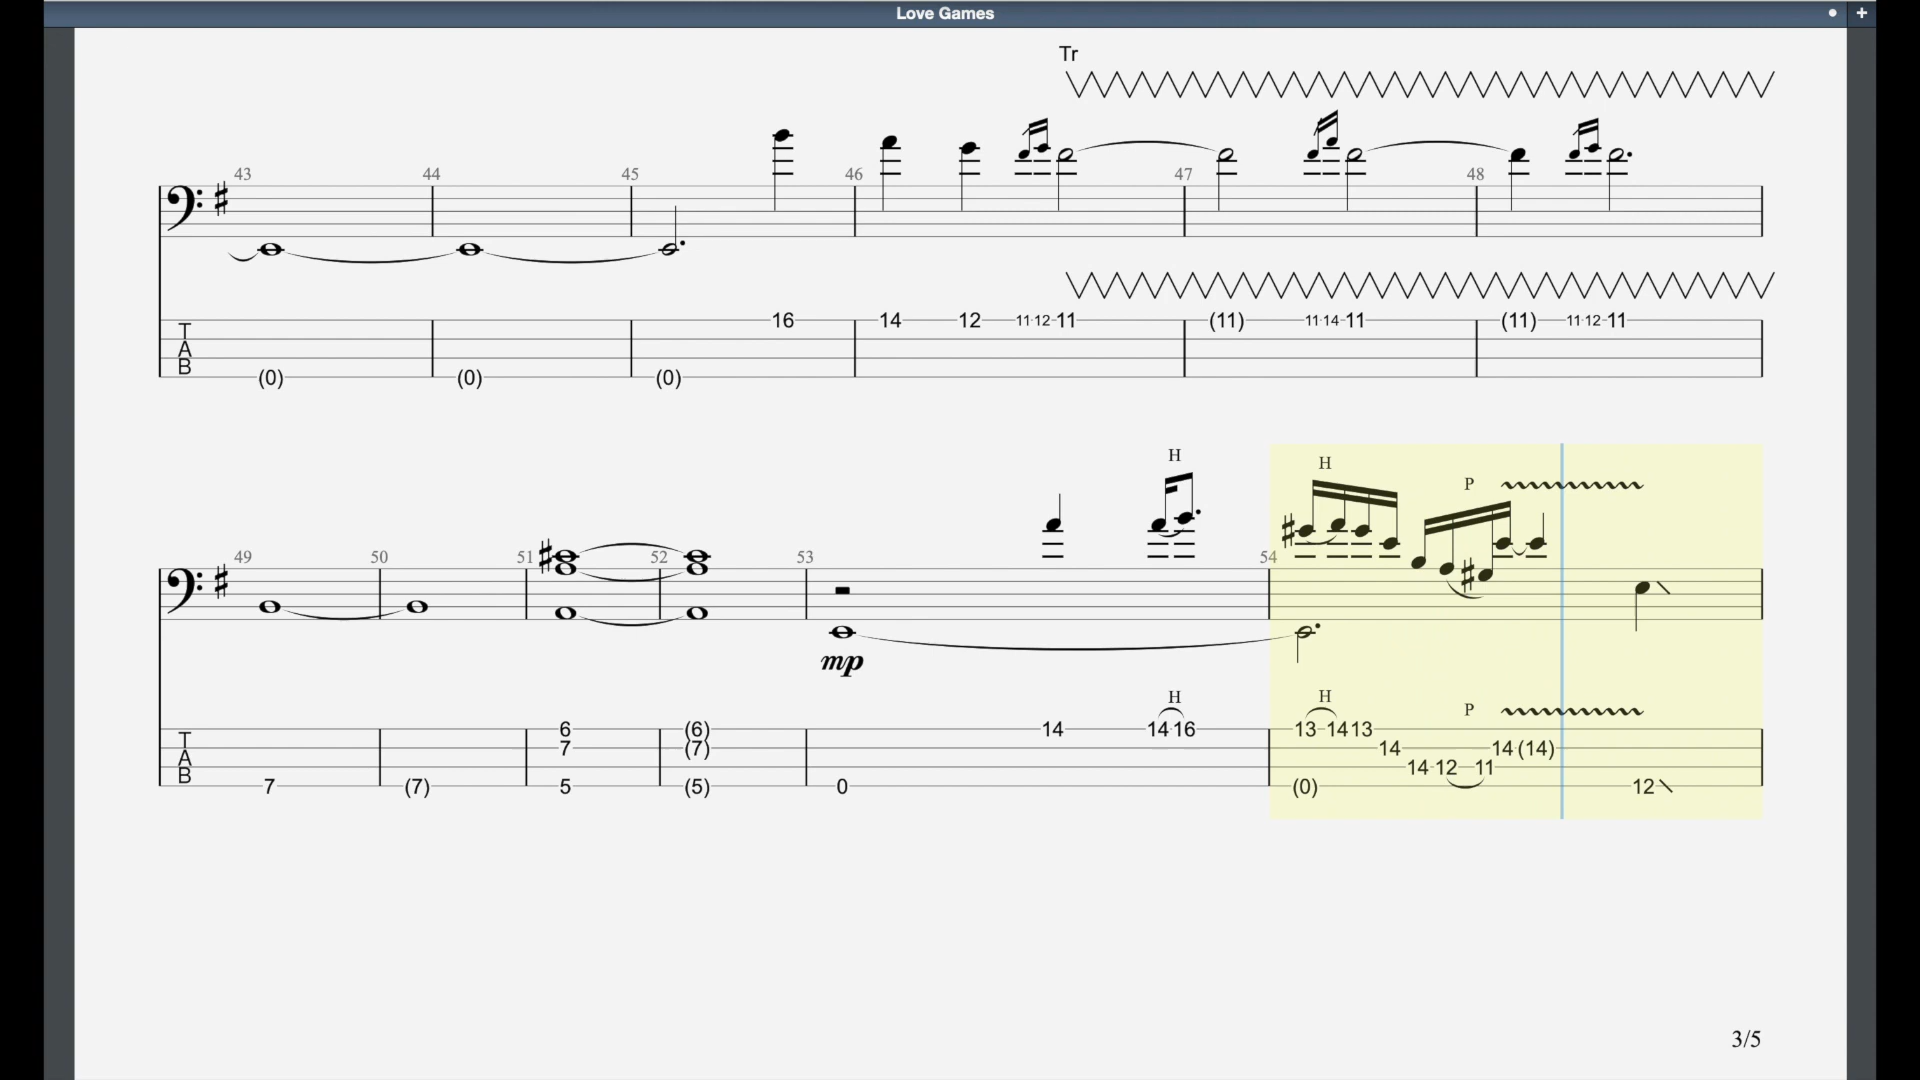 Love Games
Tr
43 44 45 46 47 48
16 14 12 11 12 11 (11) 11 14 11 (11) 11 12 11
T
A
B
(0) (0) (0)
H H
P
49 50 51 52 53 54
mp
H H P
6 (6) 14 14 16 13 14 13
T
7 (7) 14 14 (14)
A
14 12 11
B
7 (7) 5 (5) 0 (0) 12
3/5